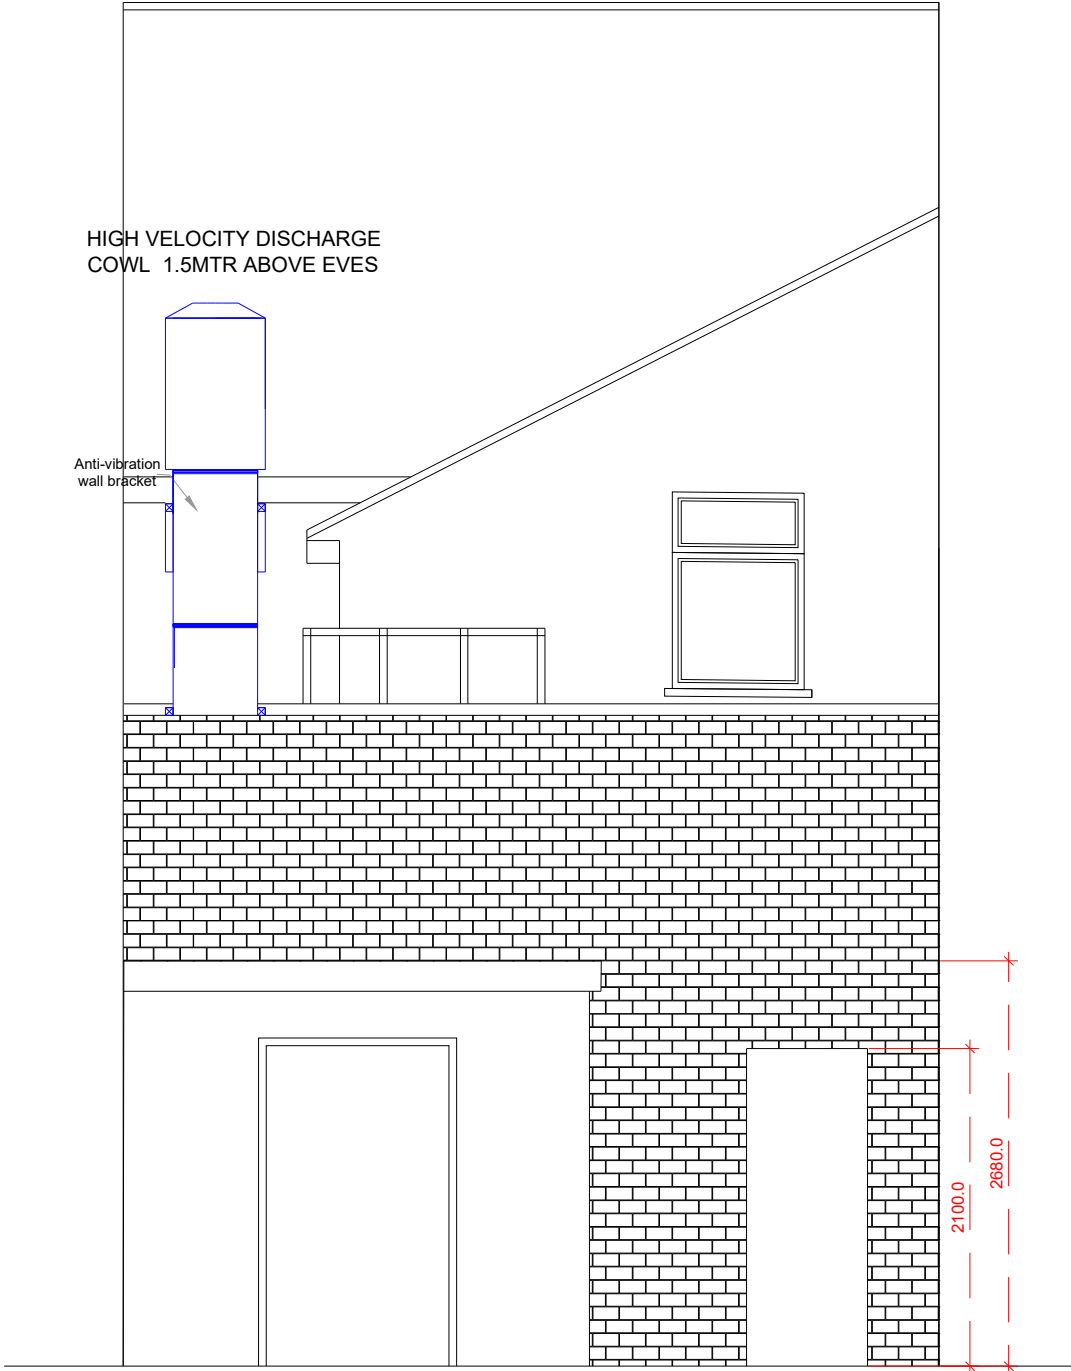 HIGH VELOCITY DISCHARGE
COWL 1.5MTR ABOVE EVES
Anti-vibration
wall bracket
2100.0
2680.0